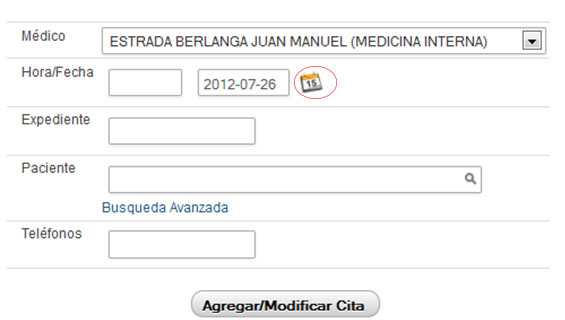 Médico
ESTRADA BERLANGA JUAN MANUEL (MEDICINA INTERNA)
Hora/Fecha
2012-07-26
15
Expediente
Paciente
Busqueda Avanzada
Teléfonos
Agregar/Modificar Cita